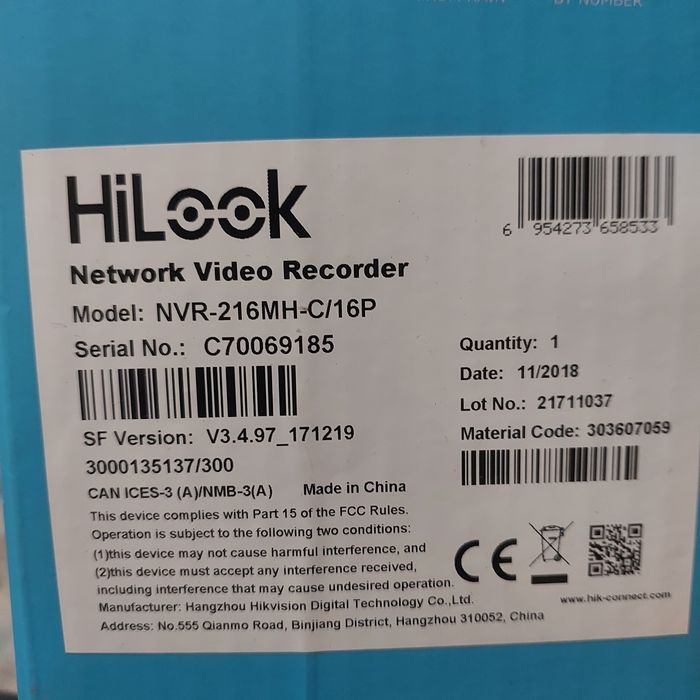 BY NUMBER
HiLook
6 954273 658533
Network Video Recorder
Model: NVR-216MH-C/16P
Serial No.: C70069185
Quantity: 1
Date: 11/2018
Lot No.: 21711037
Material Code: 303607059
SF Version: V3.4.97_171219
3000135137/300
CAN ICES-3 (A)/NMB-3(A) Made in China
This device complies with Part 15 of the FCC Rules.
Operation is subject to the following two conditions:
(1)this device may not cause harmful interference, and
(2)this device must accept any interference received,
including interference that may cause undesired operation.
CE
Manufacturer: Hangzhou Hikvision Digital Technology Co.,Ltd.
www.hik-connect.com
Address: No.555 Qianmo Road, Binjiang District, Hangzhou 310052, China